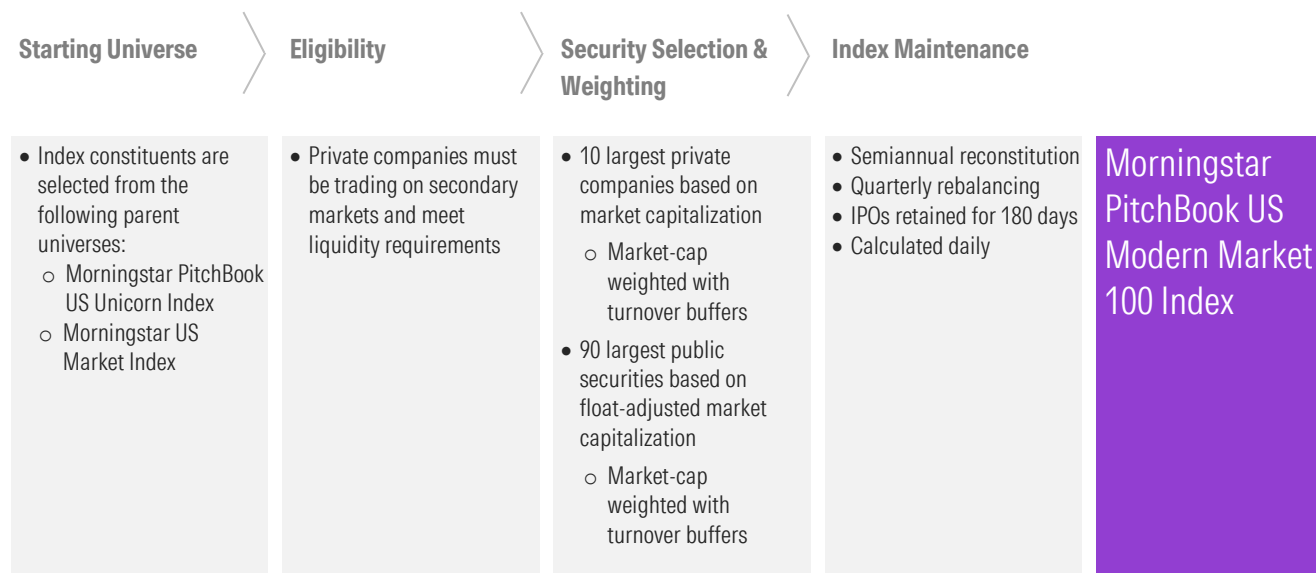 Starting Universe
Eligibility
Security Selection &
Weighting
Index Maintenance
• Index constituents are
selected from the
following parent
universes:
○ Morningstar PitchBook
US Unicorn Index
○ Morningstar US
Market Index
• Private companies must
be trading on secondary
markets and meet
liquidity requirements
• 10 largest private
companies based on
market capitalization
○ Market-cap
weighted with
turnover buffers
• 90 largest public
securities based on
float-adjusted market
capitalization
○ Market-cap
weighted with
turnover buffers
• Semiannual reconstitution
• Quarterly rebalancing
• IPOs retained for 180 days
• Calculated daily
Morningstar
PitchBook US
Modern Market
100 Index